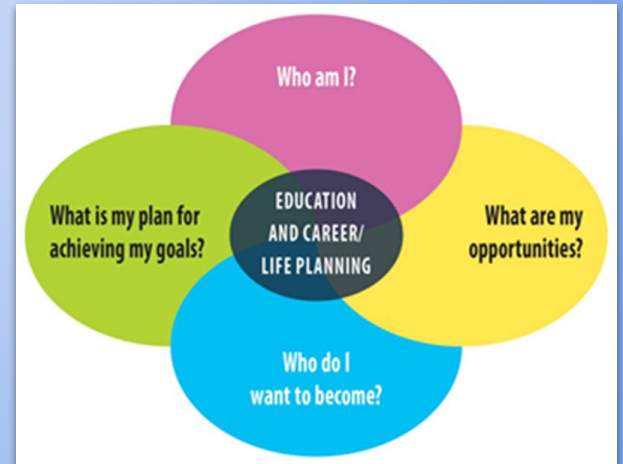 Who am I?
What is my plan for
achieving my goals?
EDUCATION
AND CAREER/
LIFE PLANNING
What are my
opportunities?
Who do I
want to become?